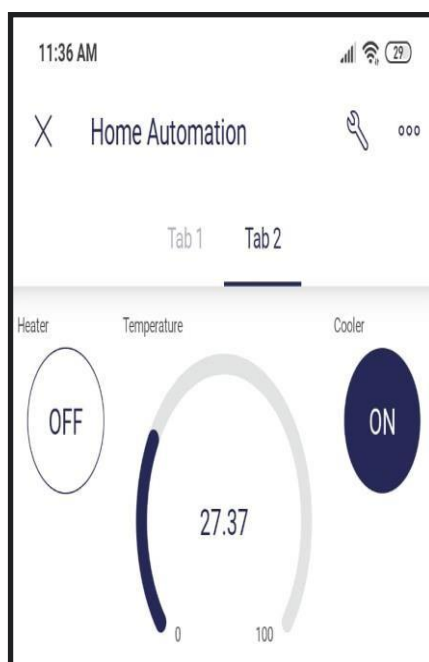 11:36 AM 29
Home Automation
Tab 1 Tab 2
Heater Temperature Cooler
OFF ON
27.37
0 100